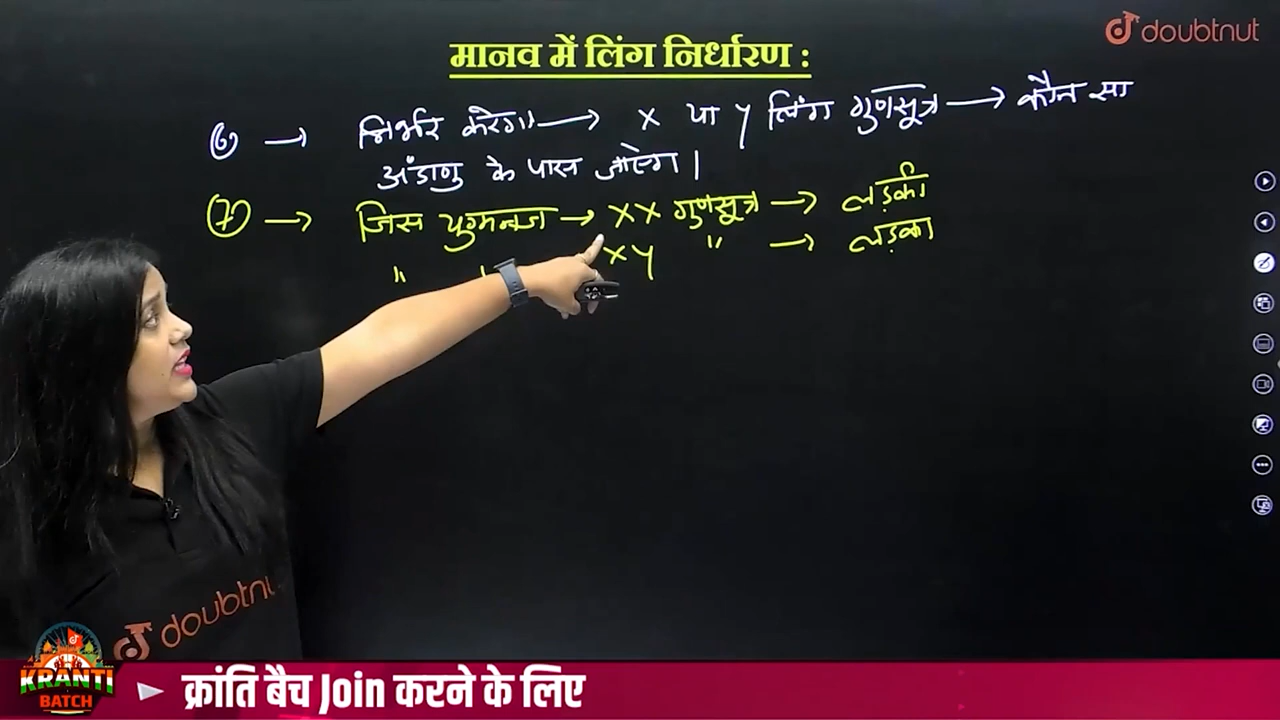 doubtnut
मानव में लिंग निर्धारण :
⑥ → निर्भर करेगा → X या Y लिंग गुणसूत्र → कौन सा
अंडाणु के पास जाएगा।
⑦ → जिस युग्मनज → XX गुणसूत्र → लड़की
" " XY " → लड़का
doubtnut
KRANTI
BATCH
क्रांति बैच Join करने के लिए